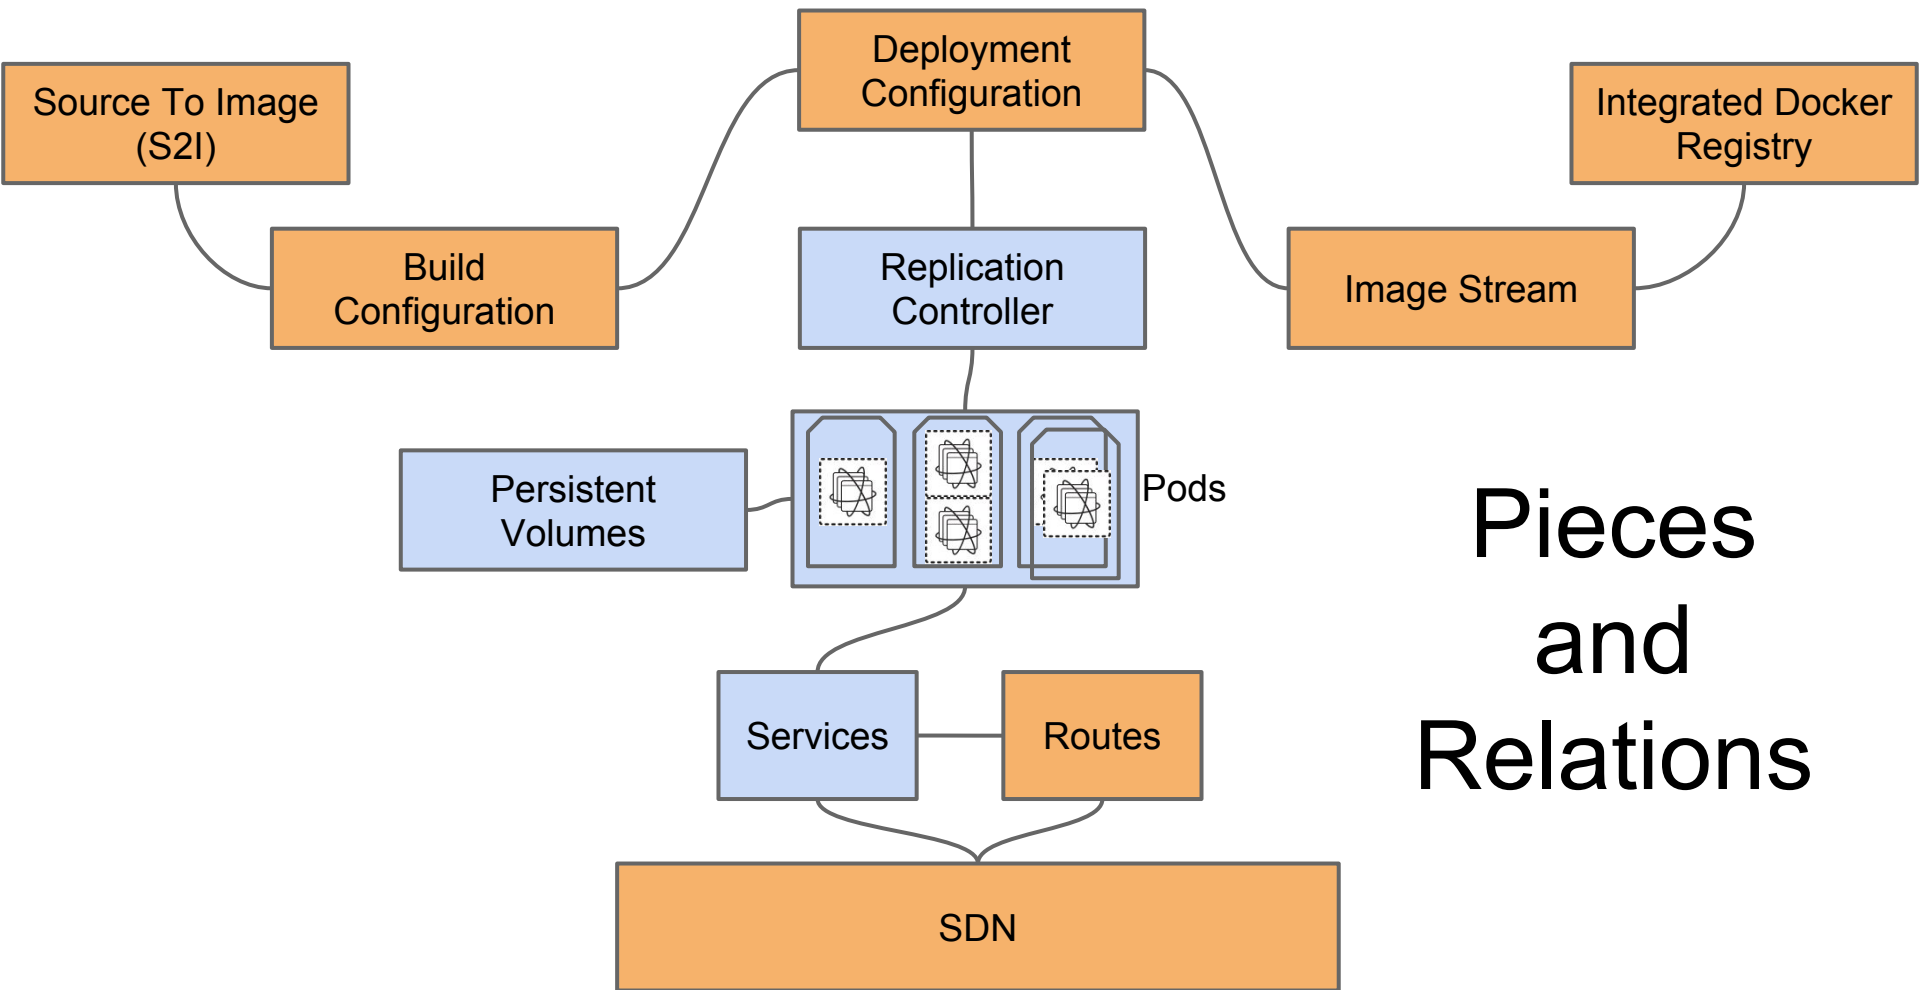 Deployment
Configuration
Source To Image
(S2I)
Integrated Docker
Registry
Build
Configuration
Replication
Controller
Image Stream
Persistent
Volumes
Pods
Pieces
and
Relations
Services
Routes
SDN